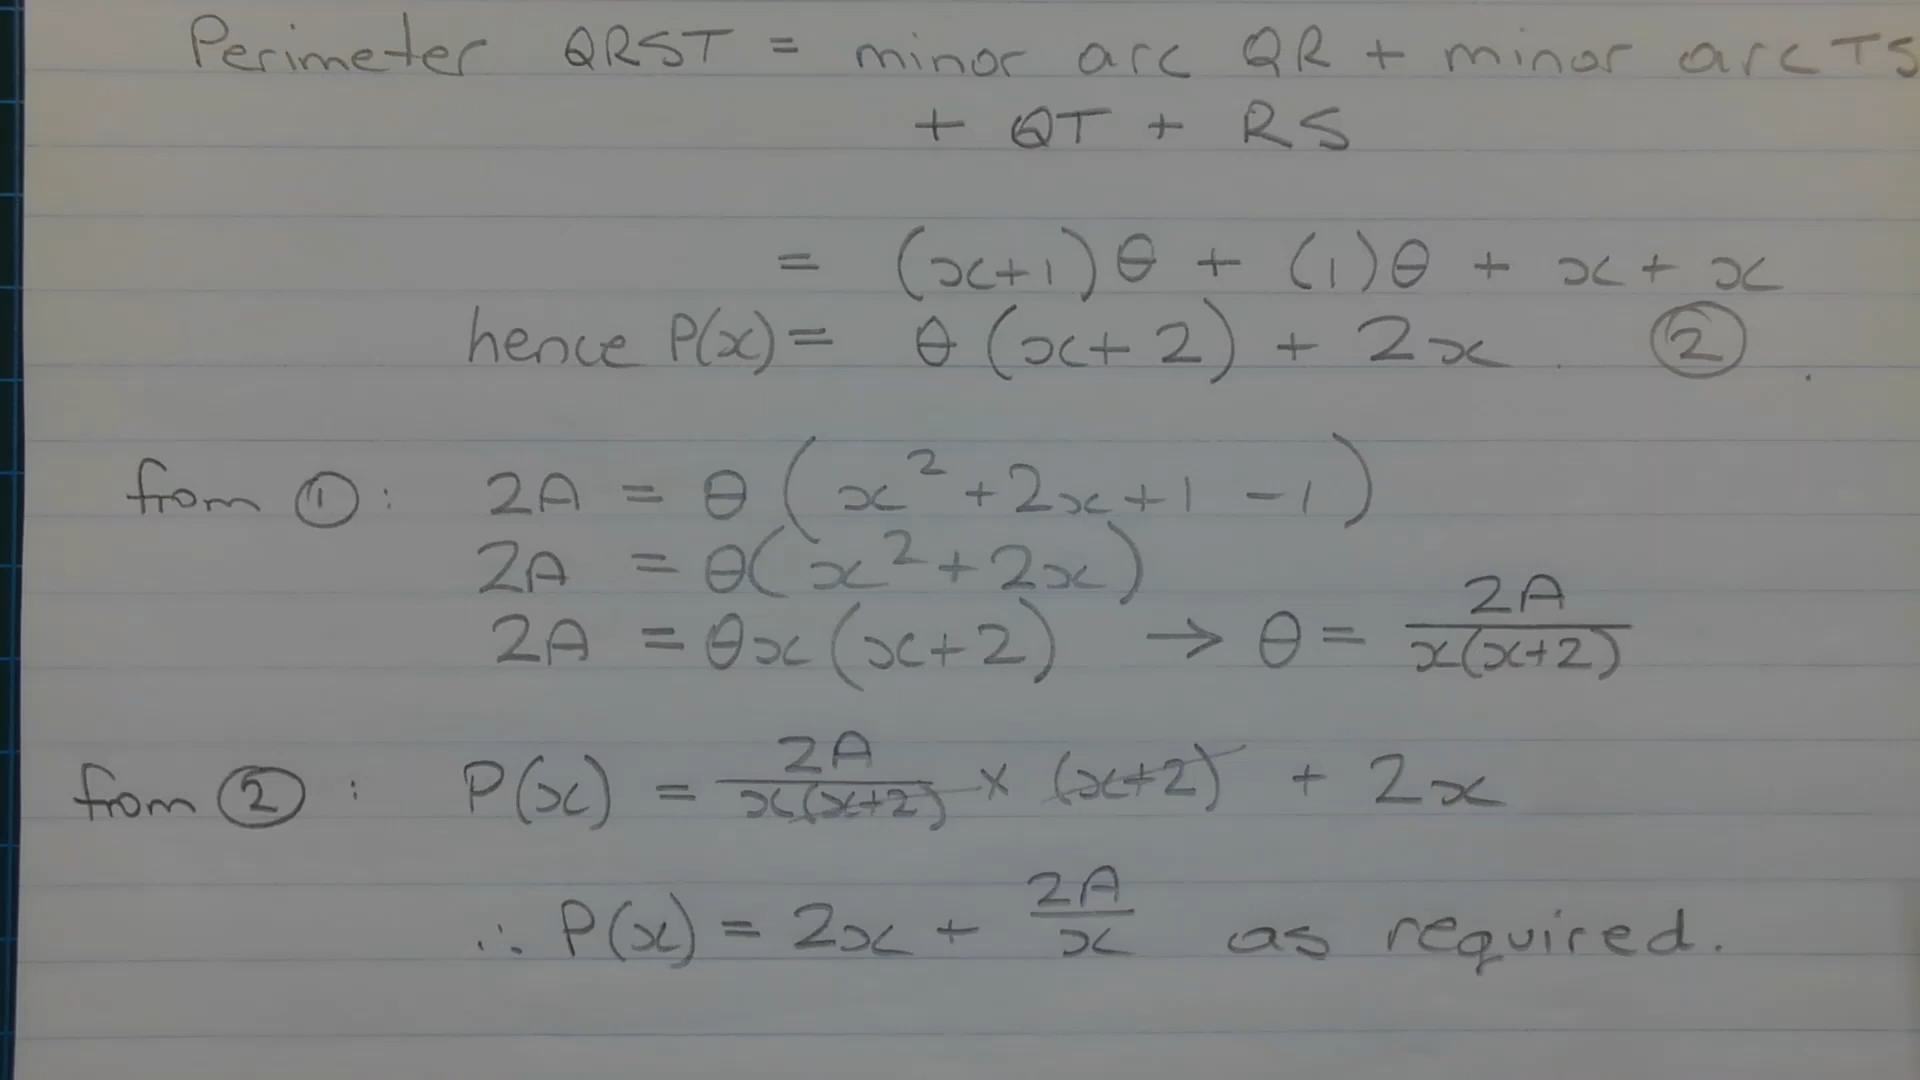 Perimeter QRST = minor arc QR + minor arc TS
+ QT + RS
= (x+1)θ + (1)θ + x + x
hence P(x) = θ(x+2) + 2x. ②
from ①: 2A = θ(x² + 2x + 1 - 1)
2A = θ(x² + 2x)
2A = θx(x+2) → θ = 2A/x(x+2)
from ②: P(x) = 2A/x(x+2) × (x+2) + 2x
∴ P(x) = 2x + 2A/x as required.